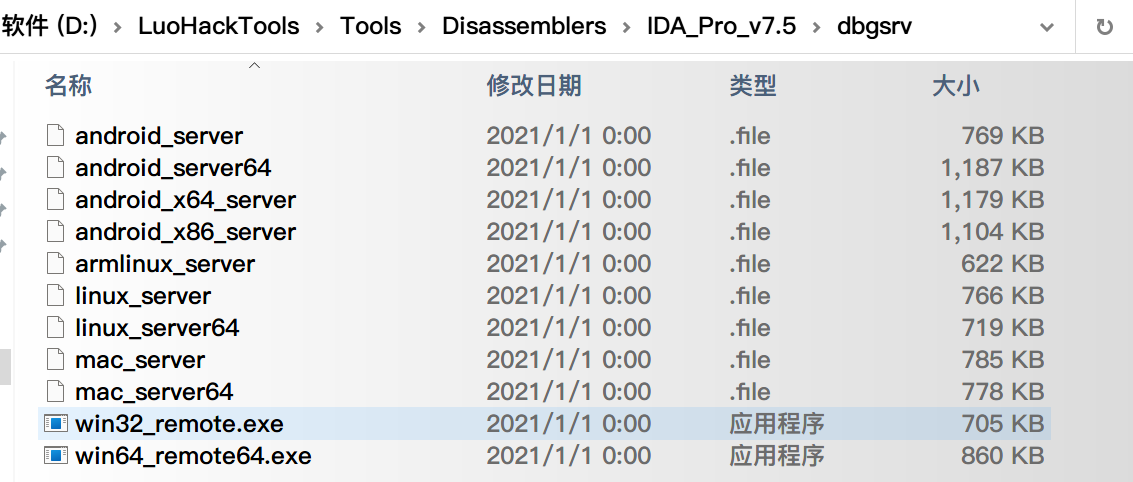 软件 (D:) › LuoHackTools › Tools › Disassemblers › IDA_Pro_v7.5 › dbgsrv
名称 修改日期 类型 大小
android_server 2021/1/1 0:00 .file 769 KB
android_server64 2021/1/1 0:00 .file 1,187 KB
android_x64_server 2021/1/1 0:00 .file 1,179 KB
android_x86_server 2021/1/1 0:00 .file 1,104 KB
armlinux_server 2021/1/1 0:00 .file 622 KB
linux_server 2021/1/1 0:00 .file 766 KB
linux_server64 2021/1/1 0:00 .file 719 KB
mac_server 2021/1/1 0:00 .file 785 KB
mac_server64 2021/1/1 0:00 .file 778 KB
win32_remote.exe 2021/1/1 0:00 应用程序 705 KB
win64_remote64.exe 2021/1/1 0:00 应用程序 860 KB